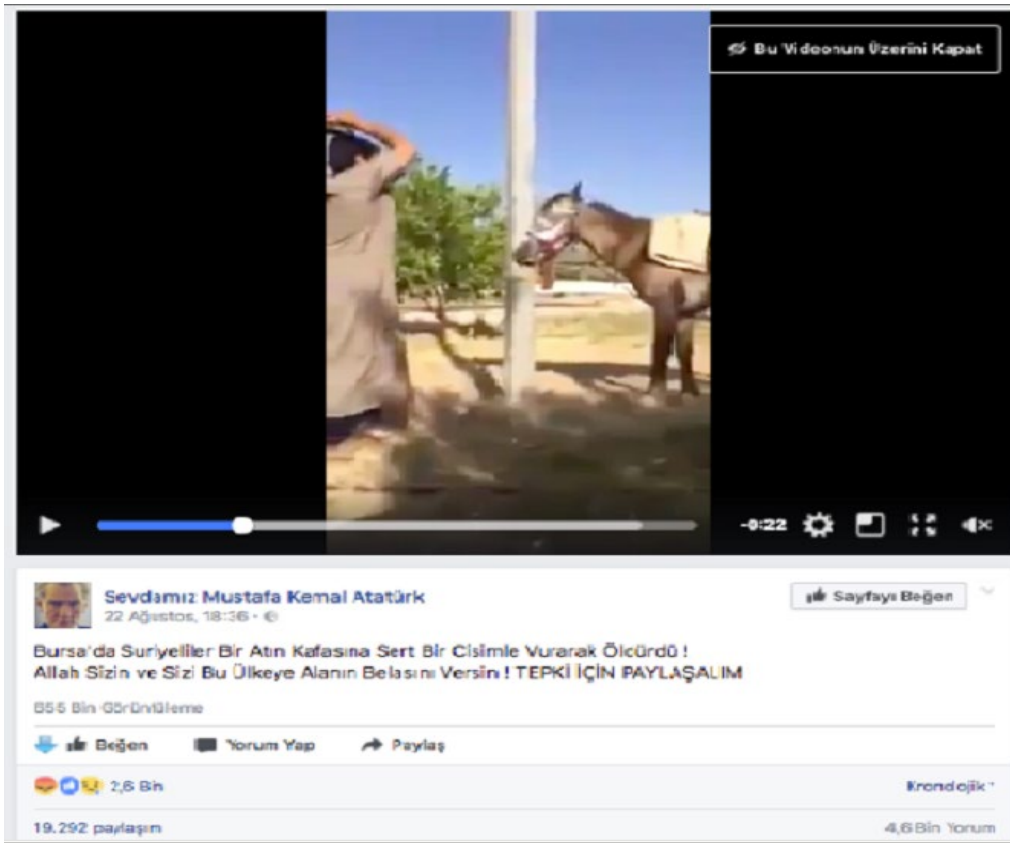 Bu Videonun Üzerini Kapat
-0:22
Sevdamız Mustafa Kemal Atatürk
Sayfayı Beğen
22 Ağustos, 18:36 ·
Bursa'da Suriyeliler Bir Atın Kafasına Sert Bir Cisimle Vurarak Ölcürdü !
Allah Sizin ve Sizi Bu Ülkeye Alanın Belasını Versin! TEPKİ İÇİN PAYLAŞALIM
Bin Görüntüleme
Beğen Yorum Yap Paylaş
2,6 Bin
19.292 paylaşım
4,6 Bin Yorum